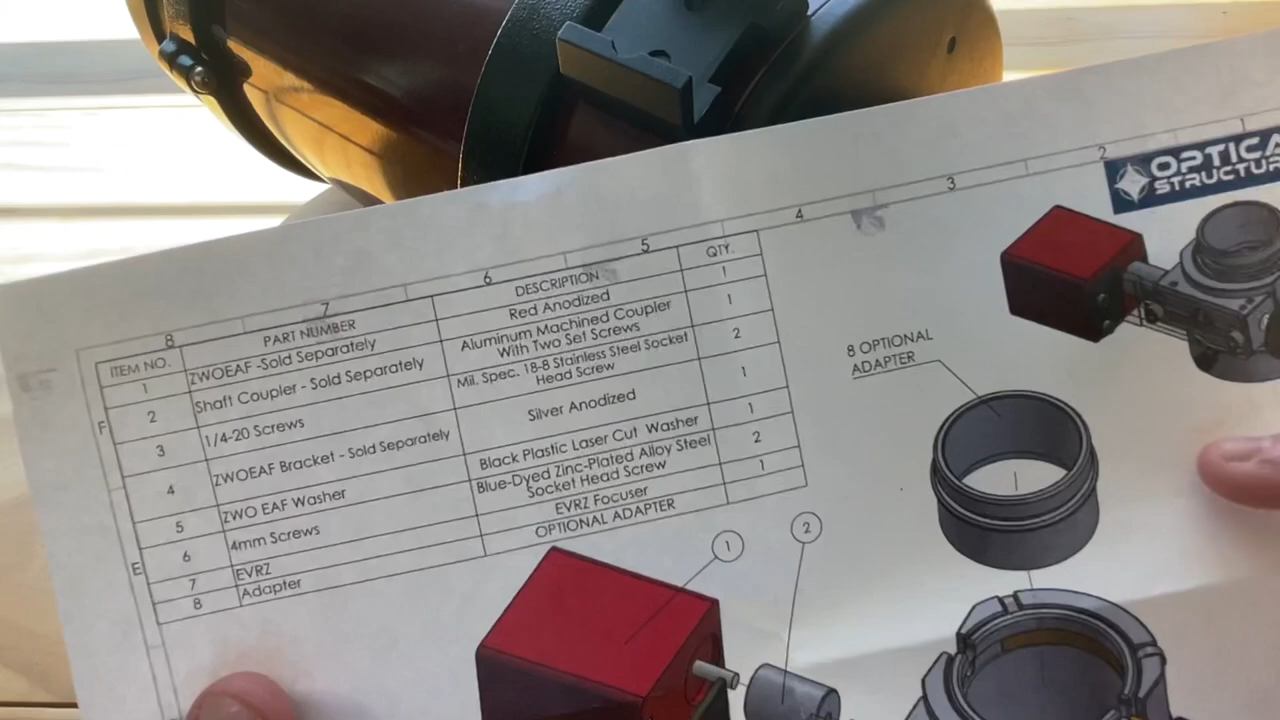 2
3
4
5
6
7
8
OPTICA
STRUCTUR
ITEM NO. PART NUMBER DESCRIPTION QTY.
1 ZWOEAF -Sold Separately Red Anodized 1
2 Shaft Coupler - Sold Separately Aluminum Machined Coupler
With Two Set Screws 1
3 1/4-20 Screws Mil. Spec. 18-8 Stainless Steel Socket
Head Screw 2
4 ZWOEAF Bracket - Sold Separately Silver Anodized 1
5 ZWO EAF Washer Black Plastic Laser Cut Washer 1
6 4mm Screws Blue-Dyed Zinc-Plated Alloy Steel
Socket Head Screw 2
7 EVRZ EVRZ Focuser 1
8 Adapter OPTIONAL ADAPTER
F
E
8 OPTIONAL
ADAPTER
1
2